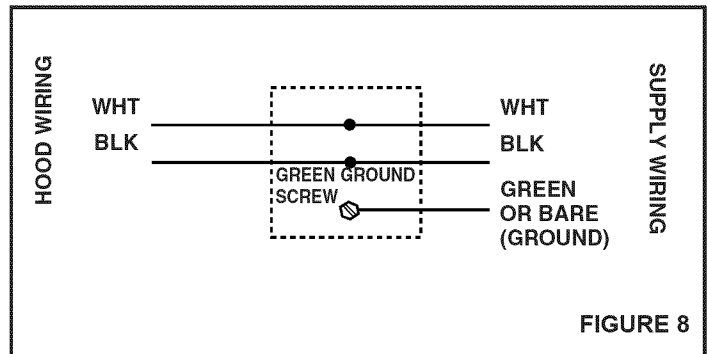 HOOD WIRING
WHT
BLK
GREEN GROUND
SCREW
WHT
BLK
GREEN
OR BARE
(GROUND)
SUPPLY WIRING
FIGURE 8